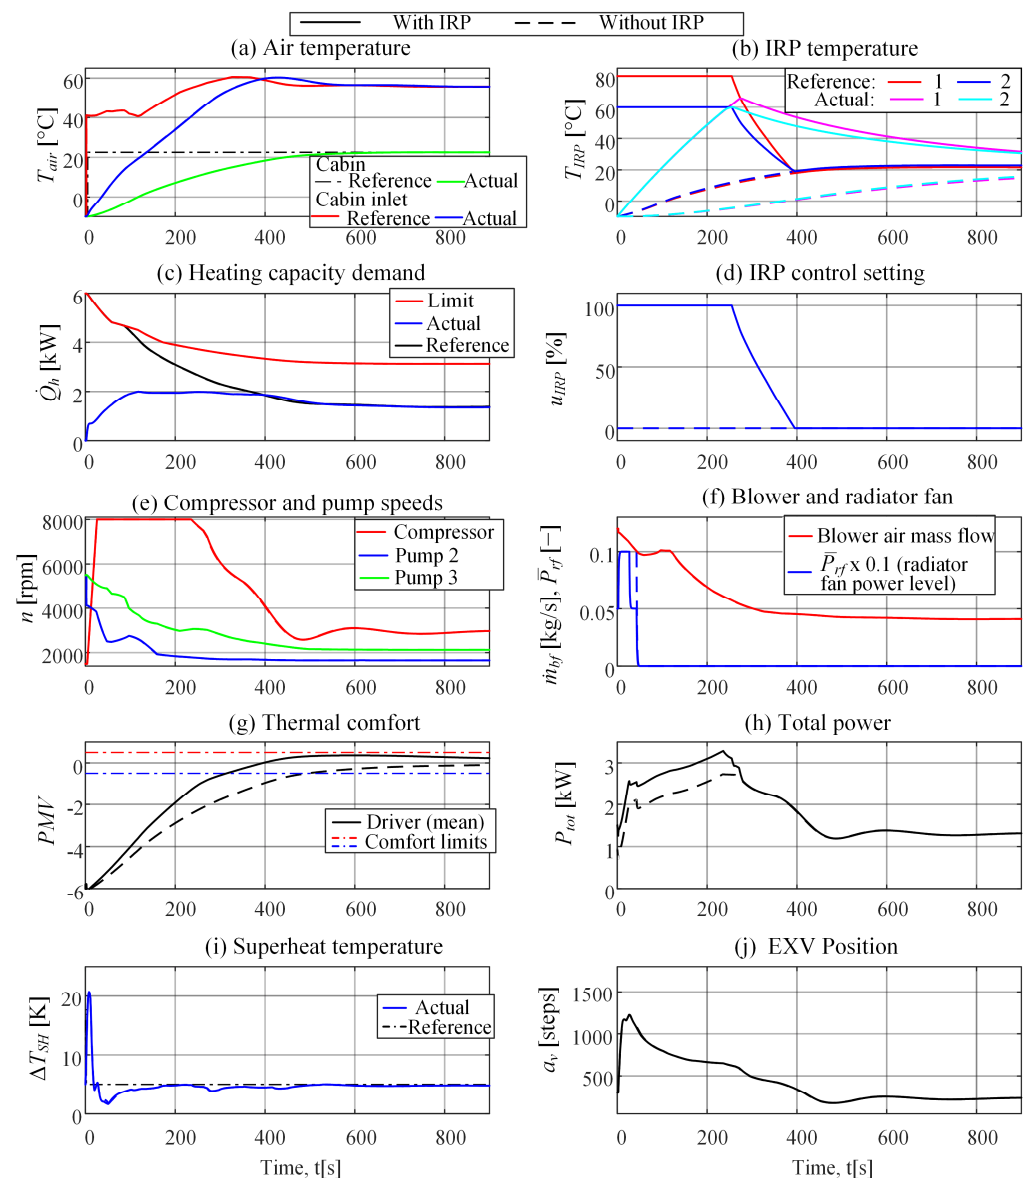 With IRP Without IRP
(a) Air temperature
T_air [°C]
60
40
20
0
Cabin
Reference Actual
Cabin inlet
Reference Actual
0 200 400 600 800
(b) IRP temperature
T_IRP [°C]
80
60
40
20
0
Reference: 1 2
Actual: 1 2
0 200 400 600 800
(c) Heating capacity demand
Q̇_h [kW]
6
4
2
0
Limit
Actual
Reference
0 200 400 600 800
(d) IRP control setting
u_IRP [%]
100
50
0
0 200 400 600 800
(e) Compressor and pump speeds
n [rpm]
8000
6000
4000
2000
Compressor
Pump 2
Pump 3
0 200 400 600 800
(f) Blower and radiator fan
ṁ_bf [kg/s], P̅_rf [−]
0.1
0.05
0
Blower air mass flow
P̅_rf x 0.1 (radiator
fan power level)
0 200 400 600 800
(g) Thermal comfort
PMV
0
-2
-4
-6
Driver (mean)
Comfort limits
0 200 400 600 800
(h) Total power
P_tot [kW]
3
2
1
0
0 200 400 600 800
(i) Superheat temperature
ΔT_SH [K]
20
10
0
Actual
Reference
0 200 400 600 800
Time, t[s]
(j) EXV Position
a_v [steps]
1500
1000
500
0 200 400 600 800
Time, t[s]